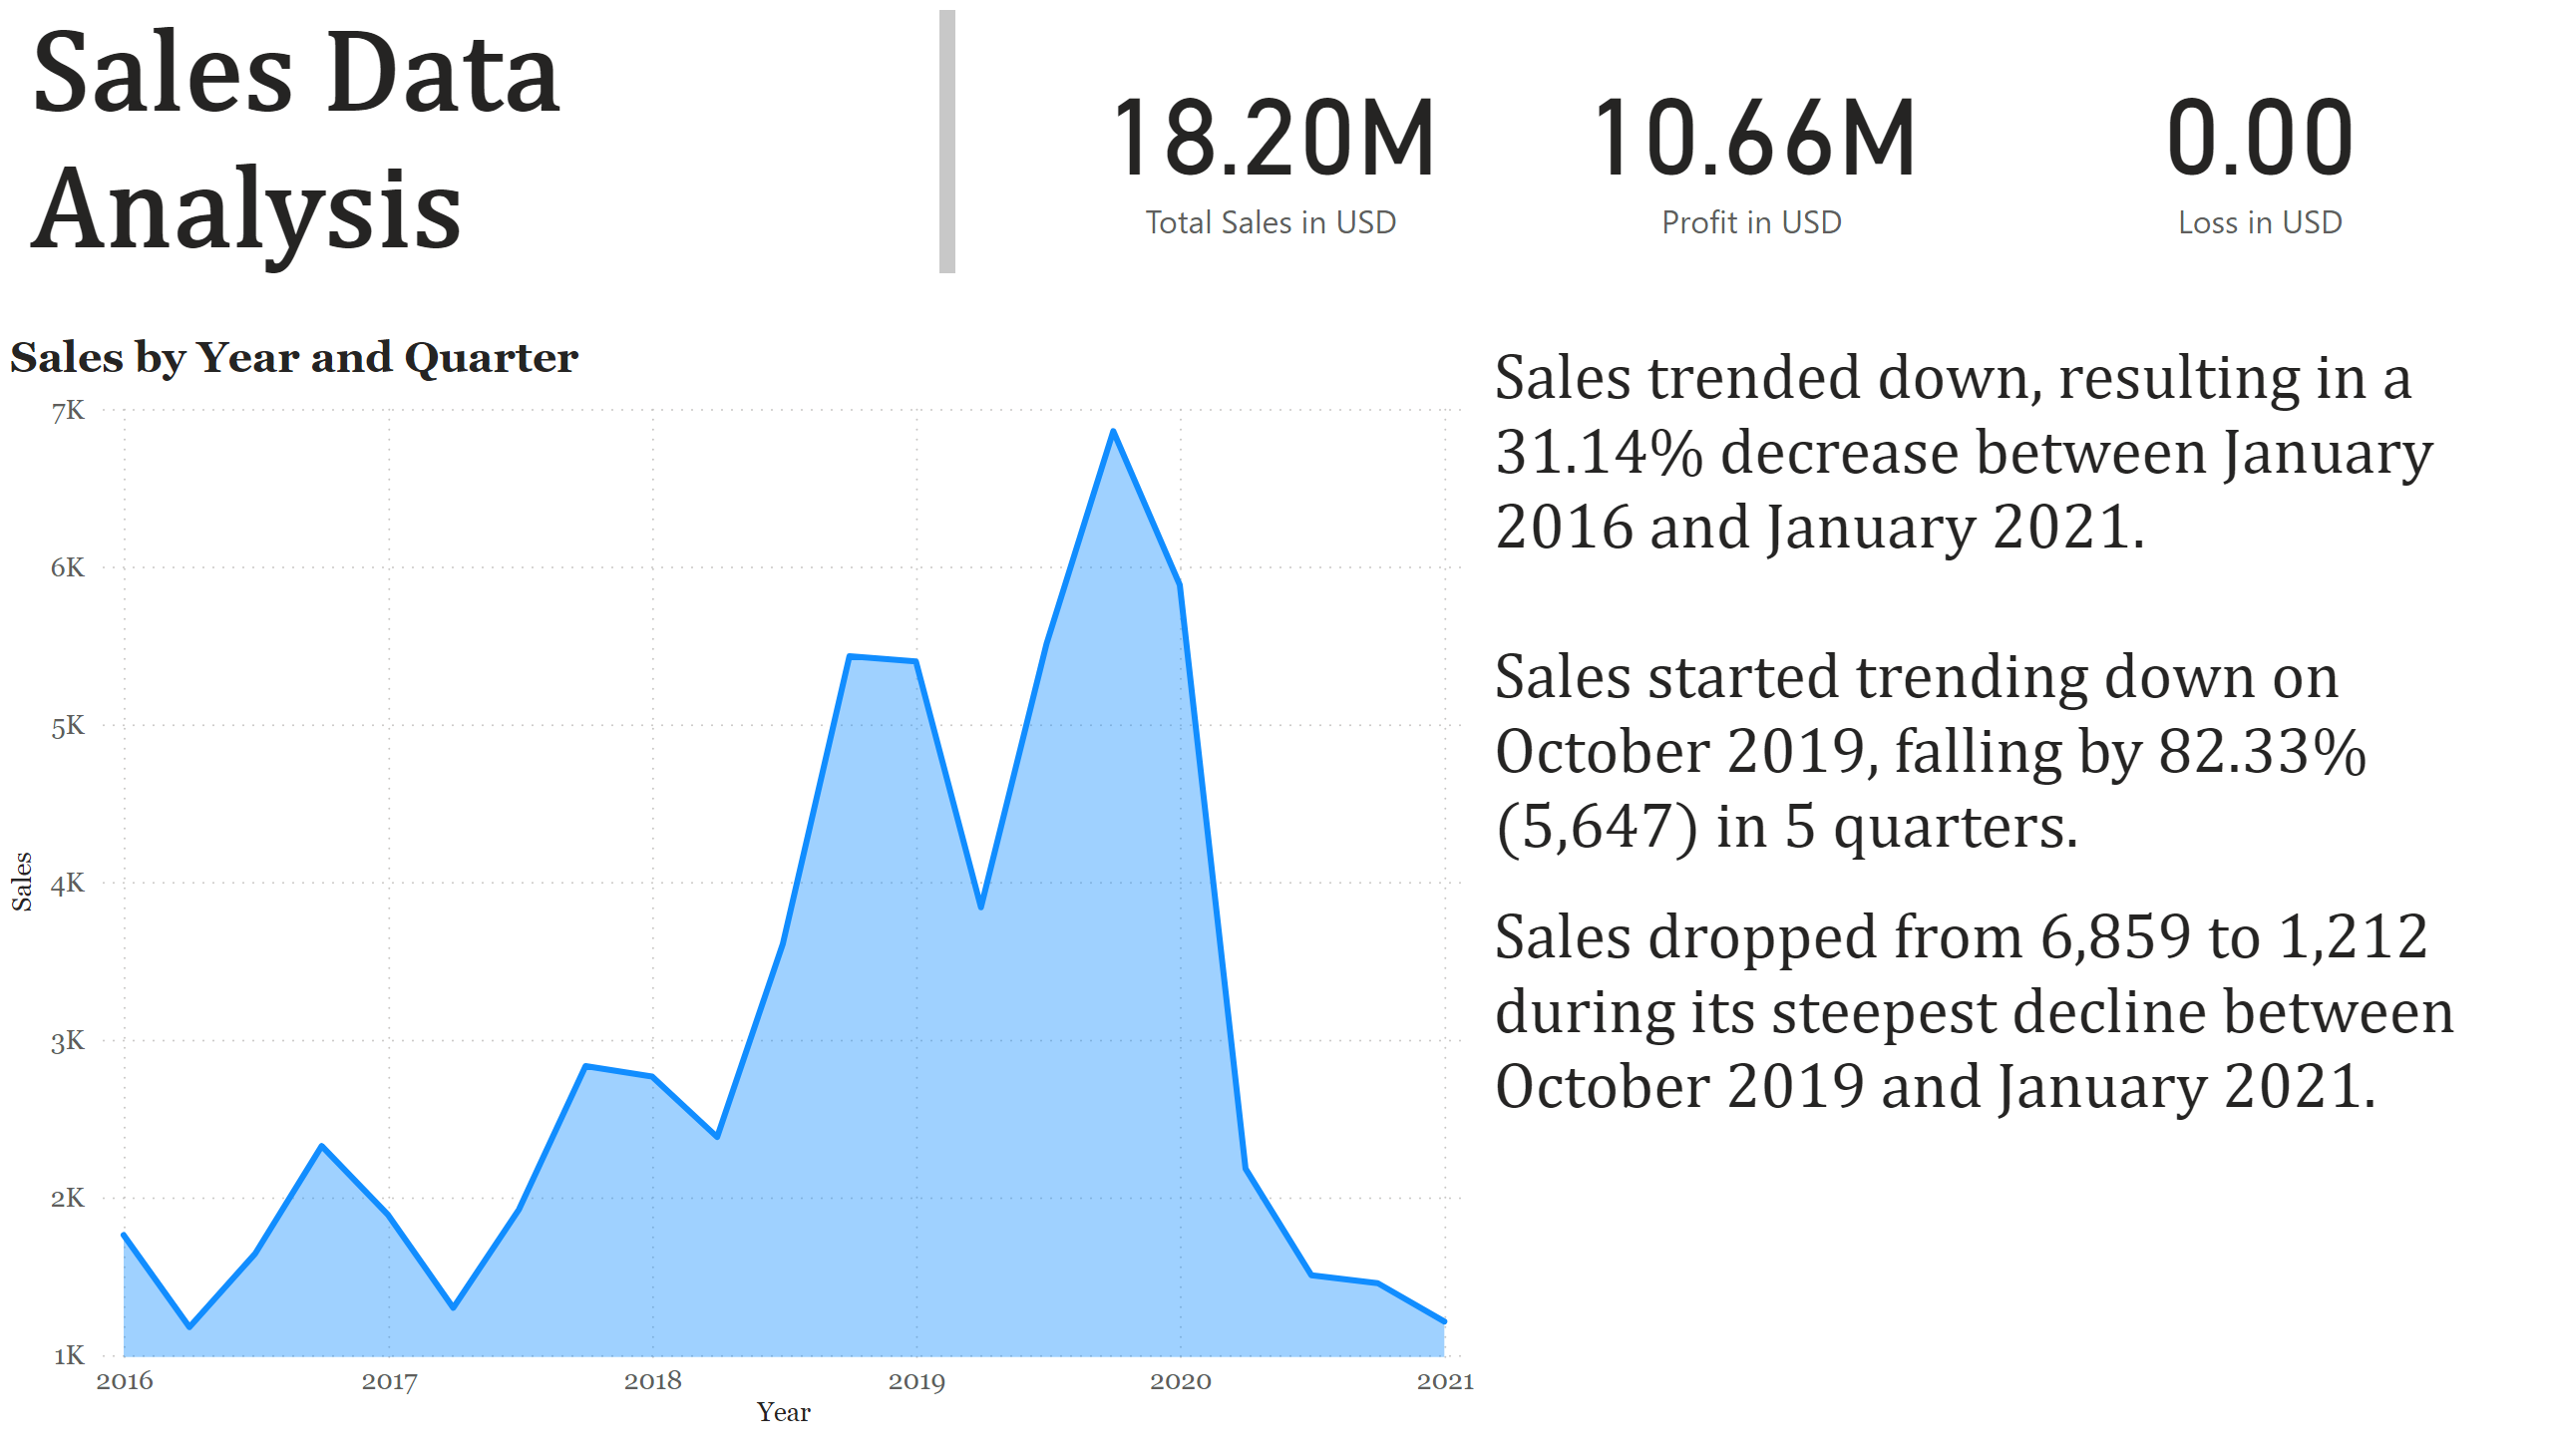 Sales Data
Analysis
18.20M
Total Sales in USD
10.66M
Profit in USD
0.00
Loss in USD
Sales by Year and Quarter
7K
6K
5K
4K
3K
2K
1K
Sales
2016
2017
2018
2019
2020
2021
Year
Sales trended down, resulting in a
31.14% decrease between January
2016 and January 2021.
Sales started trending down on
October 2019, falling by 82.33%
(5,647) in 5 quarters.
Sales dropped from 6,859 to 1,212
during its steepest decline between
October 2019 and January 2021.